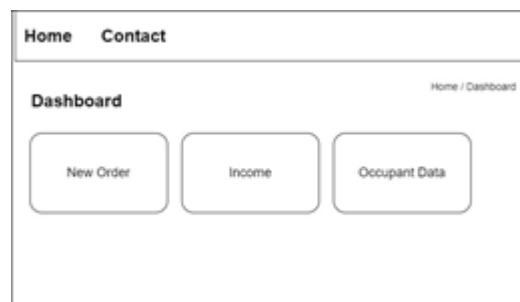 Home Contact
Home / Dashboard
Dashboard
New Order Income Occupant Data